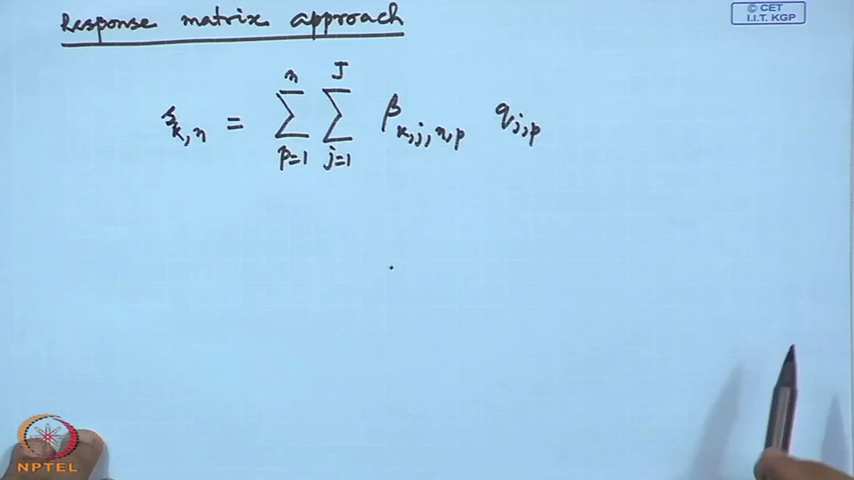 Response matrix approach
© CET
I.I.T. KGP
s_{k,n} = \sum_{p=1}^{n} \sum_{j=1}^{J} β_{k,j,n,p} q_{j,p}
NPTEL